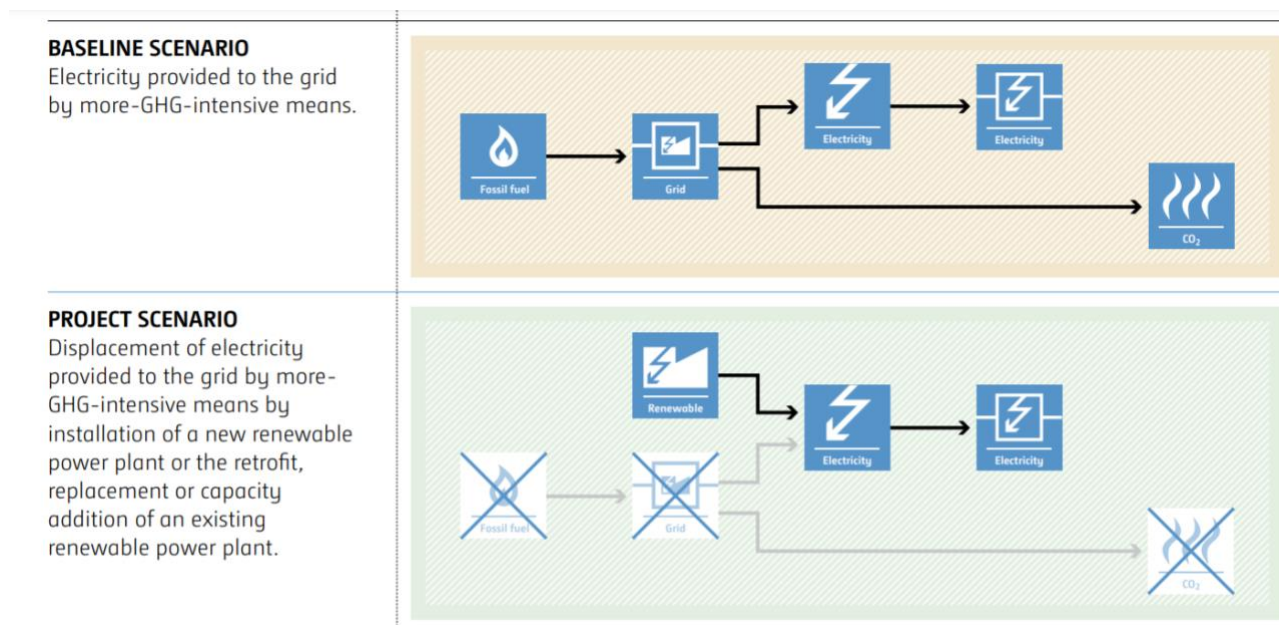 BASELINE SCENARIO
Electricity provided to the grid
by more-GHG-intensive means.
Fossil fuel
Grid
Electricity
Electricity
CO₂
PROJECT SCENARIO
Displacement of electricity
provided to the grid by more-
GHG-intensive means by
installation of a new renewable
power plant or the retrofit,
replacement or capacity
addition of an existing
renewable power plant.
Renewable
Electricity
Electricity
Fossil fuel
Grid
CO₂